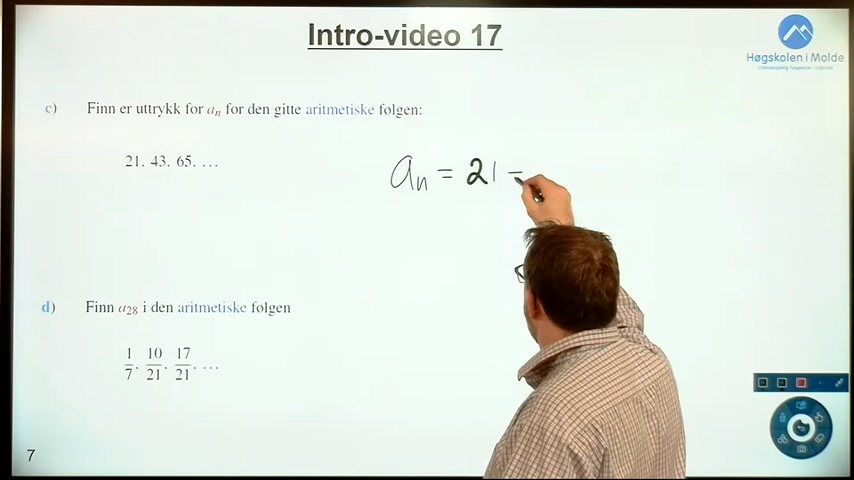 Intro-video 17
Høgskolen i Molde
c) Finn er uttrykk for aₙ for den gitte aritmetiske følgen:
21, 43, 65, …
aₙ = 21
d) Finn a₂₈ i den aritmetiske følgen
1/7, 10/21, 17/21, …
7